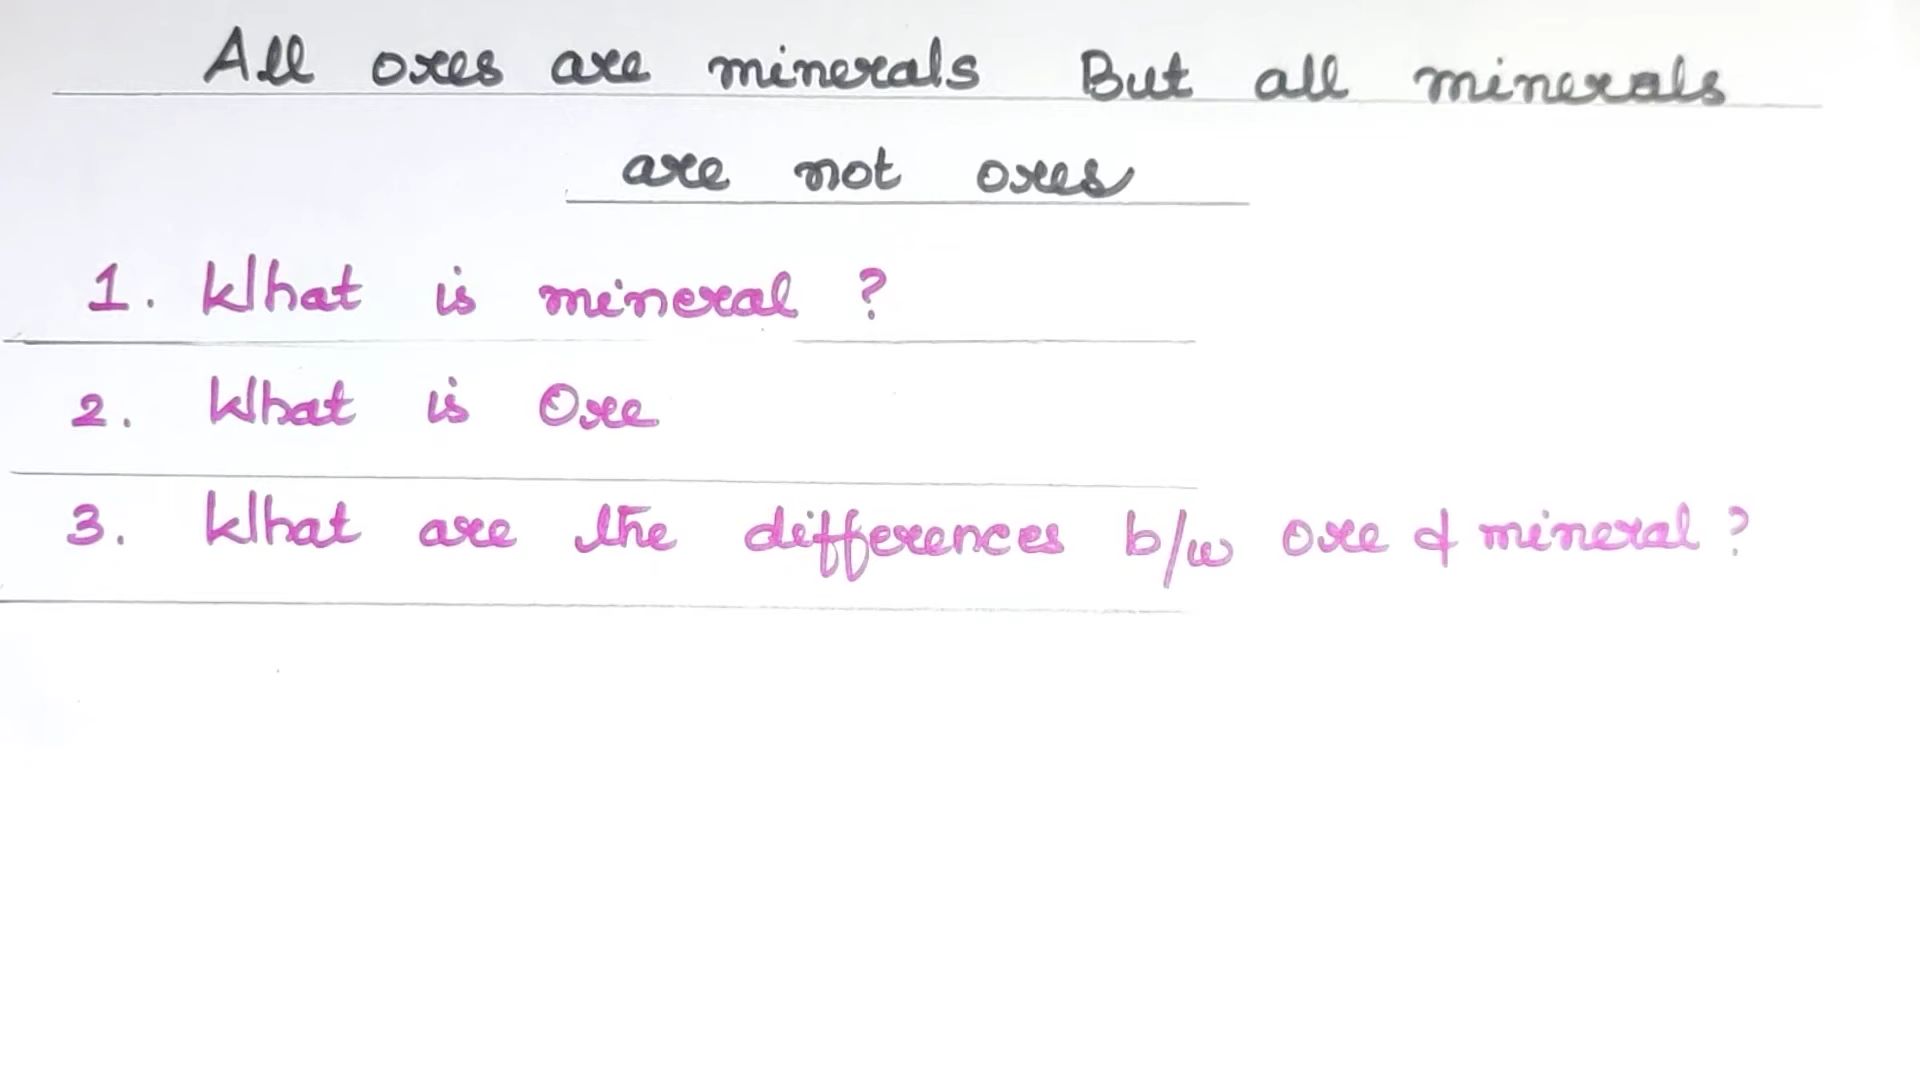 All ores are minerals But all minerals
are not ores
1. What is mineral ?
2. What is Ore
3. What are the differences b/w ore & mineral ?